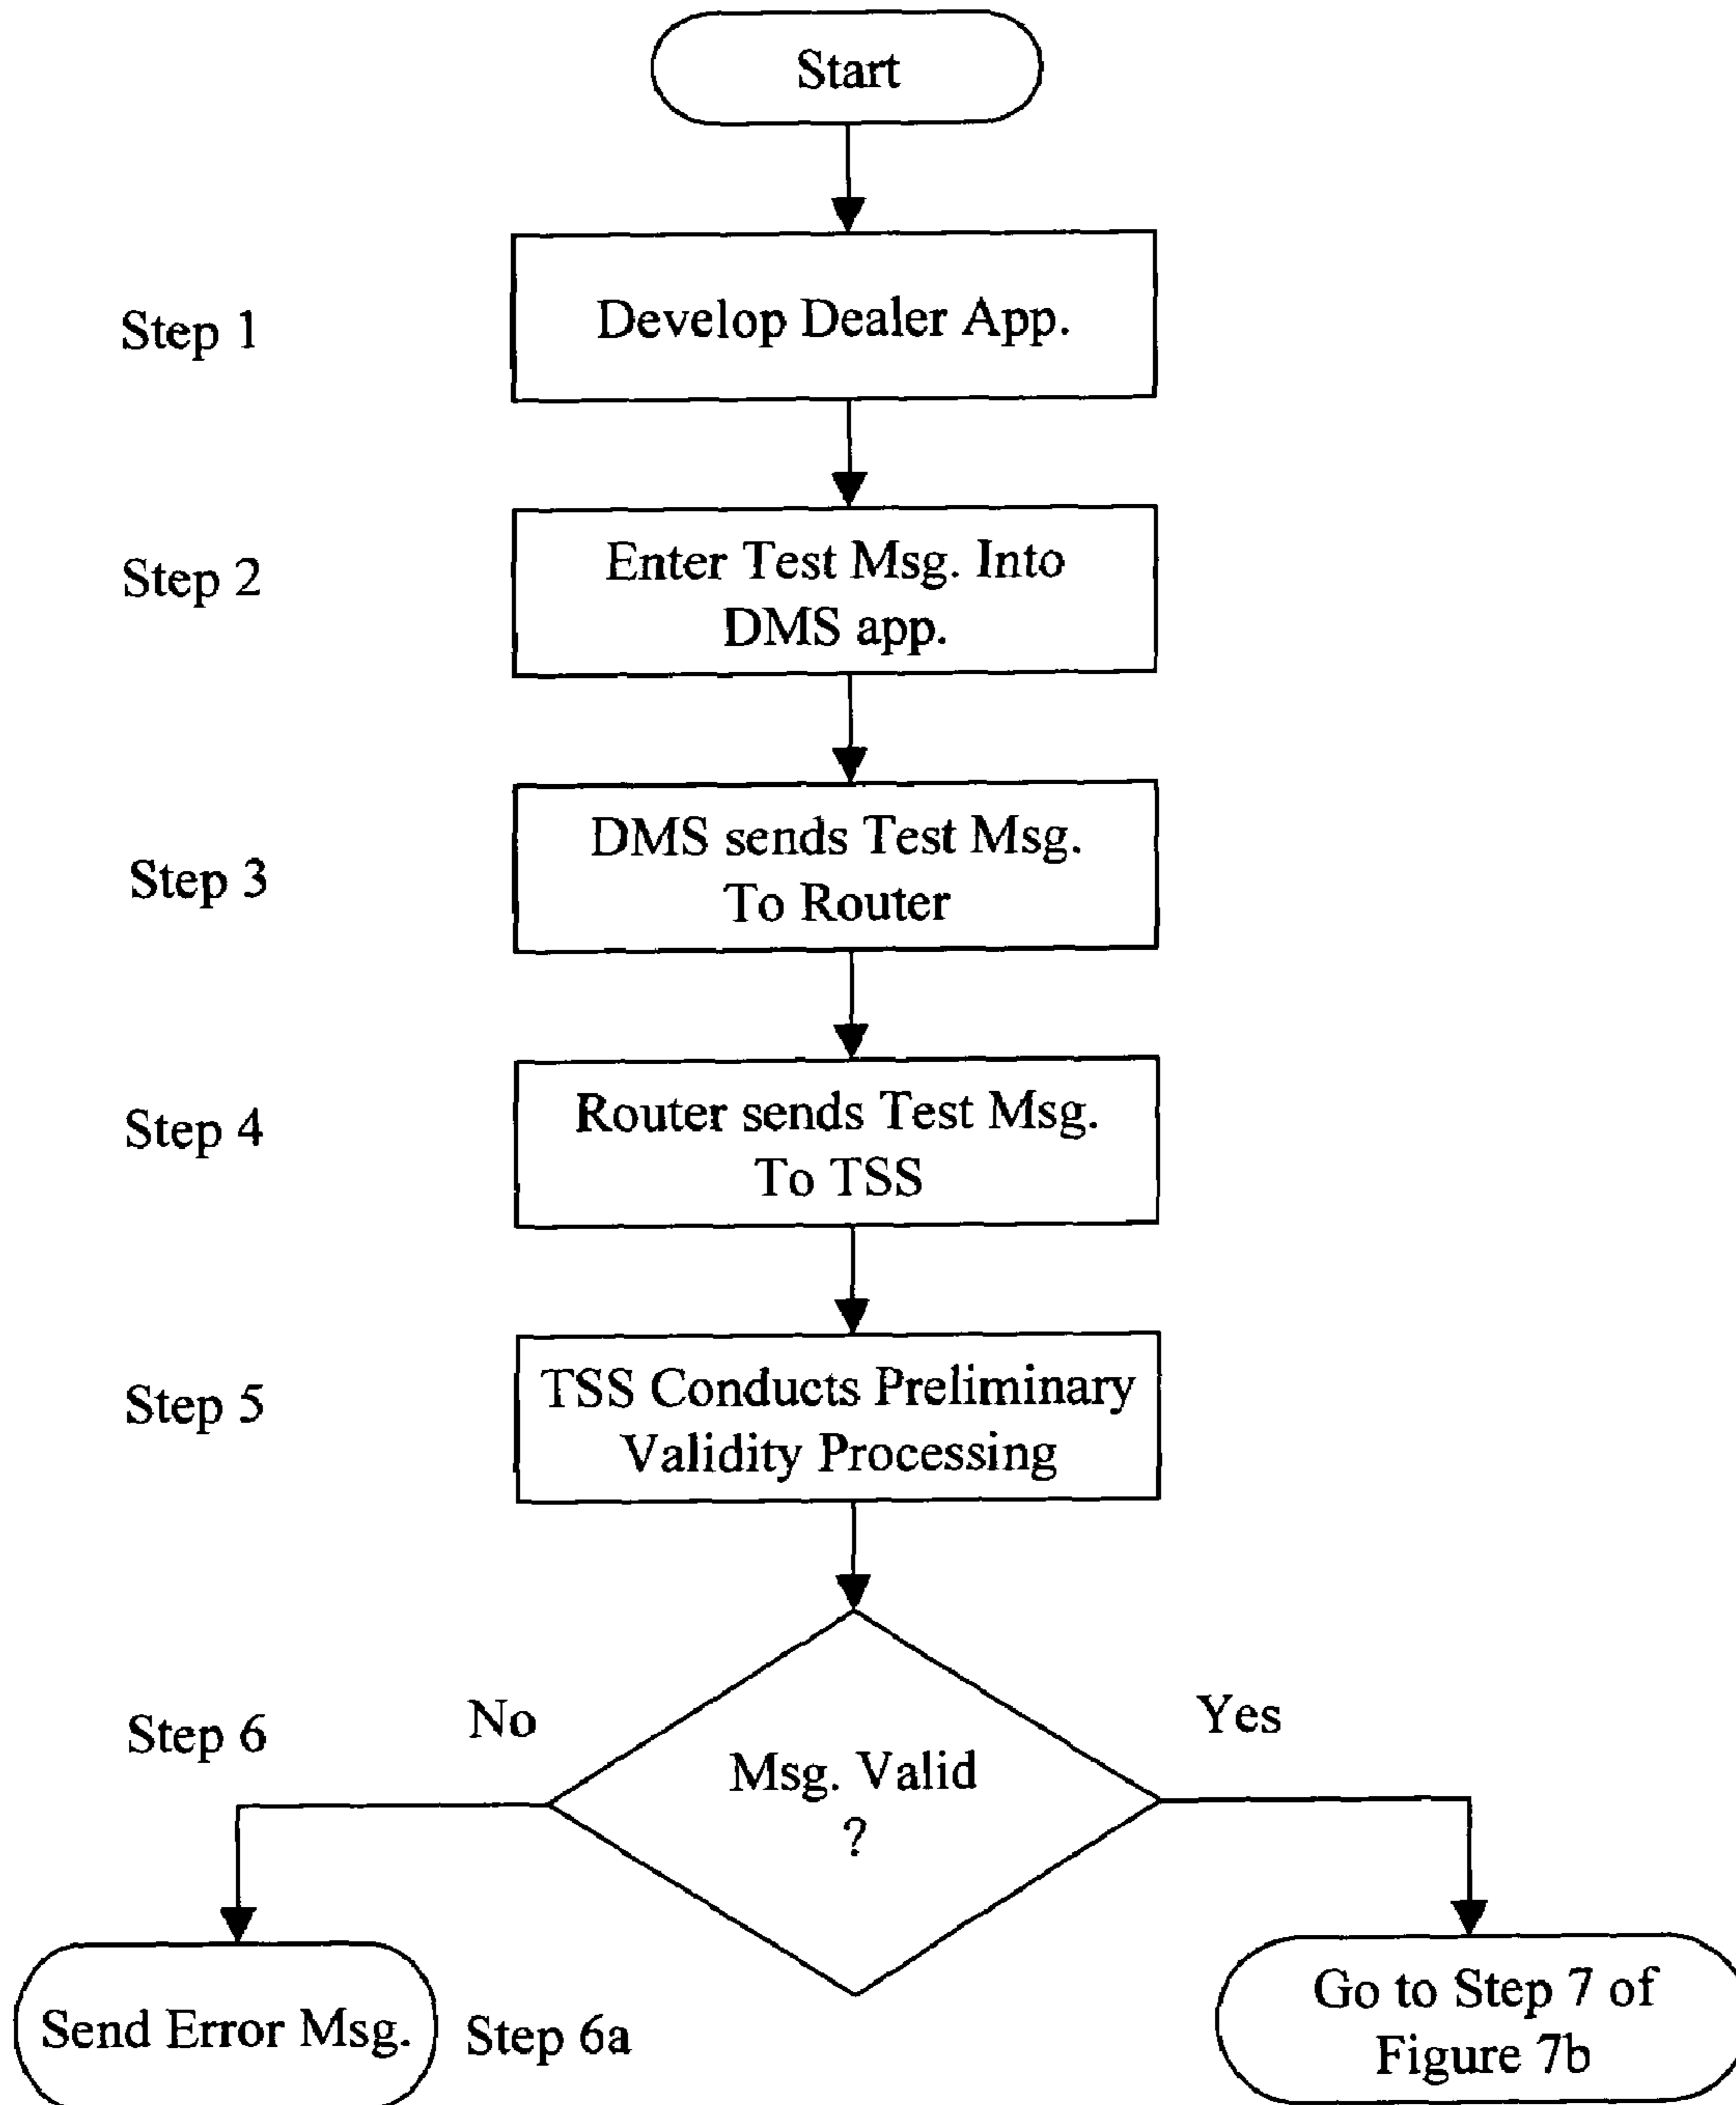 Start
Step 1
Develop Dealer App.
Step 2
Enter Test Msg. Into
DMS app.
Step 3
DMS sends Test Msg.
To Router
Step 4
Router sends Test Msg.
To TSS
Step 5
TSS Conducts Preliminary
Validity Processing
Step 6
No
Yes
Msg. Valid
?
Send Error Msg.
Step 6a
Go to Step 7 of
Figure 7b